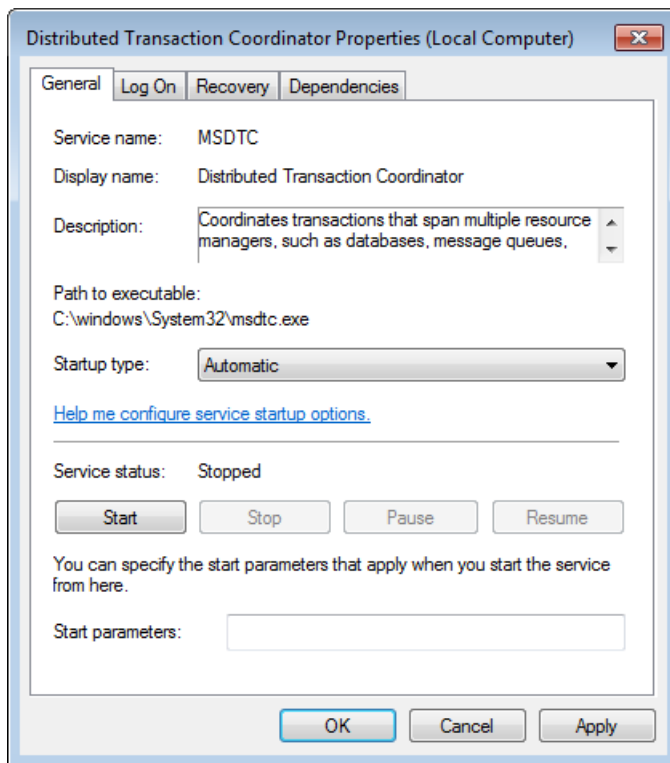 Distributed Transaction Coordinator Properties (Local Computer)
General Log On Recovery Dependencies
Service name: MSDTC
Display name: Distributed Transaction Coordinator
Description: Coordinates transactions that span multiple resource
managers, such as databases, message queues,
Path to executable:
C:\windows\System32\msdtc.exe
Startup type: Automatic
Help me configure service startup options.
Service status: Stopped
Start Stop Pause Resume
You can specify the start parameters that apply when you start the service
from here.
Start parameters:
OK Cancel Apply